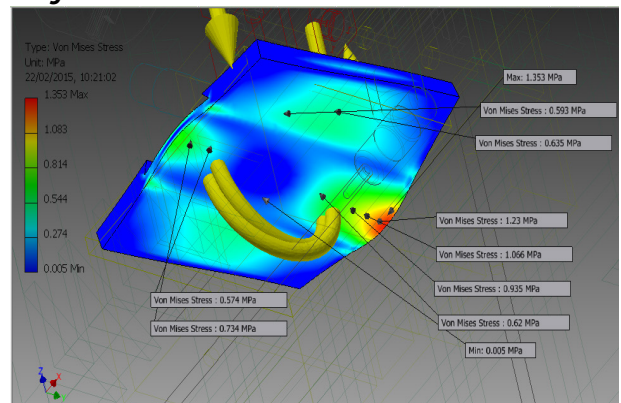 Type: Von Mises Stress
Unit: MPa
22/02/2015, 10:21:02
1.353 Max
1.083
0.814
0.544
0.274
0.005 Min
Max: 1.353 MPa
Von Mises Stress : 0.593 MPa
Von Mises Stress : 0.635 MPa
Von Mises Stress : 1.23 MPa
Von Mises Stress : 1.066 MPa
Von Mises Stress : 0.935 MPa
Von Mises Stress : 0.62 MPa
Min: 0.005 MPa
Von Mises Stress : 0.574 MPa
Von Mises Stress : 0.734 MPa
Z
X